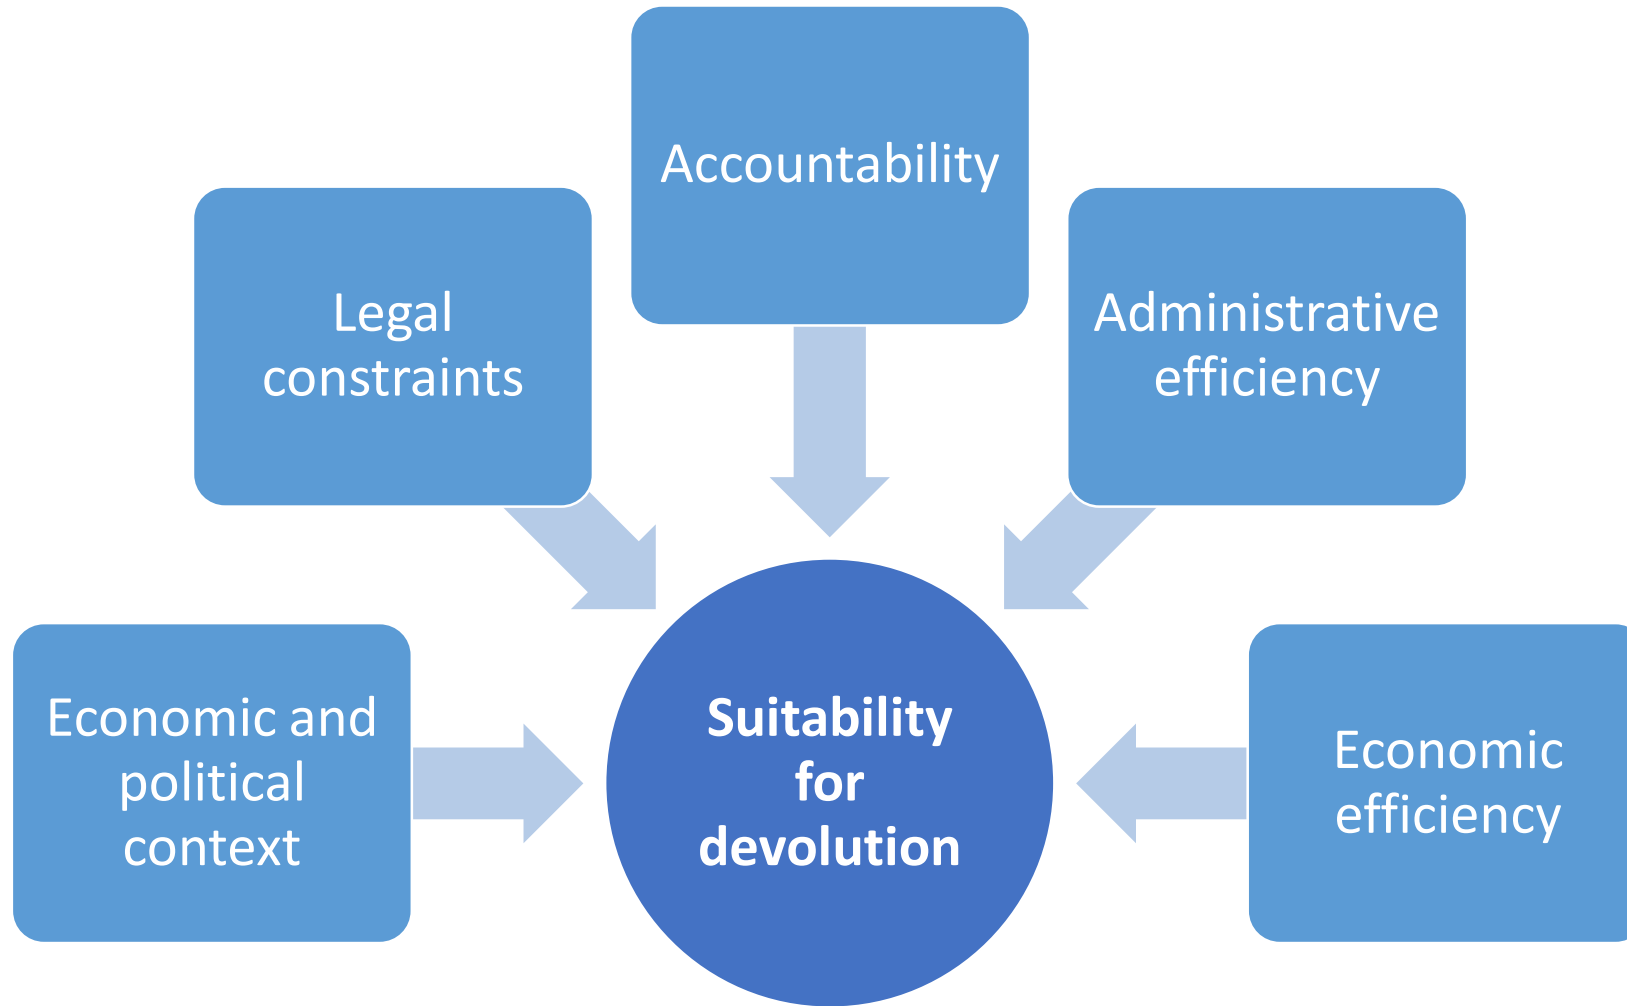 Accountability
Legal
constraints
Administrative
efficiency
Economic and
political
context
Suitability
for
devolution
Economic
efficiency